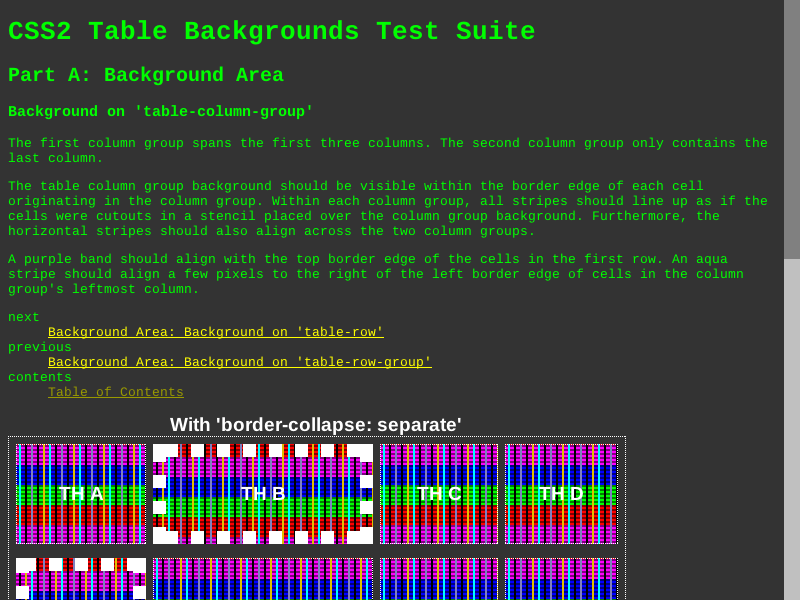 CSS2 Table Backgrounds Test Suite
Part A: Background Area
Background on 'table-column-group'
The first column group spans the first three columns. The second column group only contains the
last column.
The table column group background should be visible within the border edge of each cell
originating in the column group. Within each column group, all stripes should line up as if the
cells were cutouts in a stencil placed over the column group background. Furthermore, the
horizontal stripes should also align across the two column groups.
A purple band should align with the top border edge of the cells in the first row. An aqua
stripe should align a few pixels to the right of the left border edge of cells in the column
group's leftmost column.
next
Background Area: Background on 'table-row'
previous
Background Area: Background on 'table-row-group'
contents
Table of Contents
With 'border-collapse: separate'
TH A TH B TH C TH D